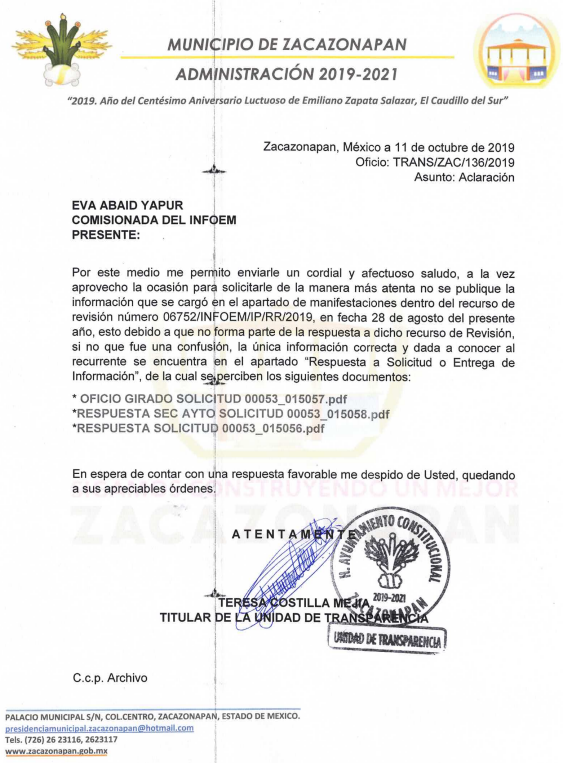 MUNICIPIO DE ZACAZONAPAN
ADMINISTRACIÓN 2019-2021
"2019. Año del Centésimo Aniversario Luctuoso de Emiliano Zapata Salazar, El Caudillo del Sur"
Zacazonapan, México a 11 de octubre de 2019
Oficio: TRANS/ZAC/136/2019
Asunto: Aclaración
EVA ABAID YAPUR
COMISIONADA DEL INFOEM
PRESENTE:
Por este medio me permito enviarle un cordial y afectuoso saludo, a la vez
aprovecho la ocasión para solicitarle de la manera más atenta no se publique la
información que se cargó en el apartado de manifestaciones dentro del recurso de
revisión número 06752/INFOEM/IP/RR/2019, en fecha 28 de agosto del presente
año, esto debido a que no forma parte de la respuesta a dicho recurso de Revisión,
si no que fue una confusión, la única información correcta y dada a conocer al
recurrente se encuentra en el apartado "Respuesta a Solicitud o Entrega de
Información", de la cual se perciben los siguientes documentos:
* OFICIO GIRADO SOLICITUD 00053_015057.pdf
*RESPUESTA SEC AYTO SOLICITUD 00053_015058.pdf
*RESPUESTA SOLICITUD 00053_015056.pdf
En espera de contar con una respuesta favorable me despido de Usted, quedando
a sus apreciables órdenes.
CONSTRUYENDO UN MEJOR
ZACAZONAPAN
ATENTAMENTE
H. AYUNTAMIENTO CONSTITUCIONAL
2019-2021
ZACAZONAPAN
TERESA COSTILLA MEJIA
TITULAR DE LA UNIDAD DE TRANSPARENCIA
UNIDAD DE TRANSPARENCIA
C.c.p. Archivo
PALACIO MUNICIPAL S/N, COL.CENTRO, ZACAZONAPAN, ESTADO DE MEXICO.
presidenciamunicipal.zacazonapan@hotmail.com
Tels. (726) 26 23116, 2623117
www.zacazonapan.gob.mx